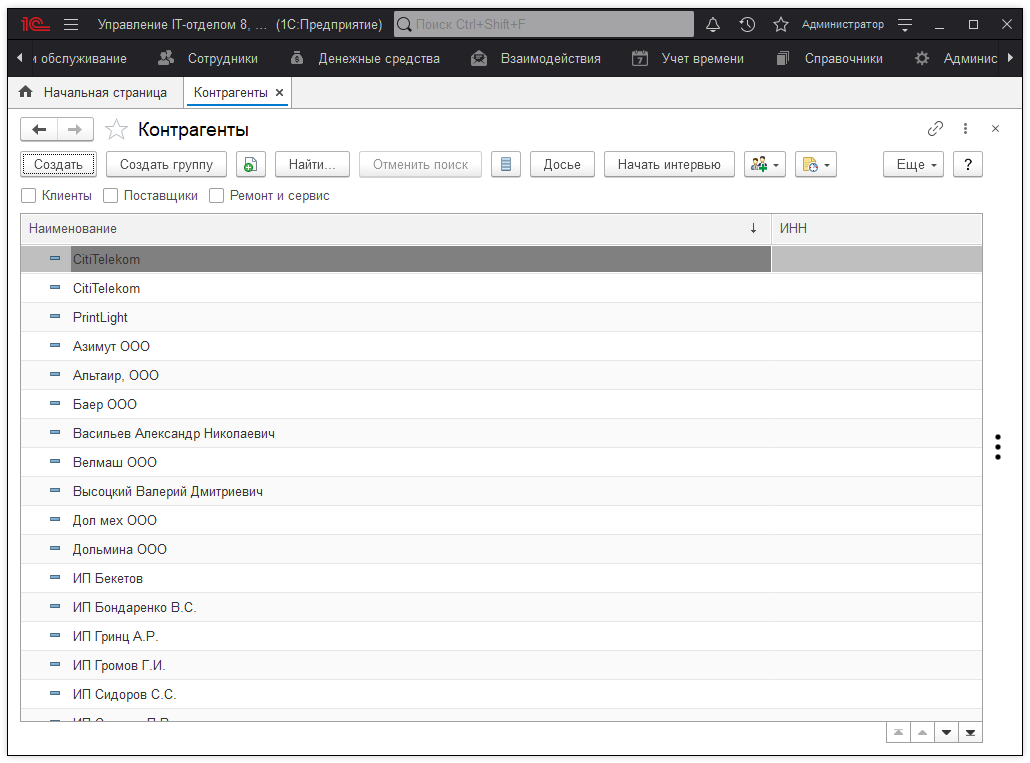 1С Управление IT-отделом 8, ... (1С:Предприятие) Поиск Ctrl+Shift+F Администратор
и обслуживание Сотрудники Денежные средства Взаимодействия 7 Учет времени Справочники Админис
Начальная страница Контрагенты ×
Контрагенты
Создать Создать группу Найти... Отменить поиск Досье Начать интервью Еще ?
Клиенты Поставщики Ремонт и сервис
Наименование ↓ ИНН
CitiTelekom
CitiTelekom
PrintLight
Азимут ООО
Альтаир, ООО
Баер ООО
Васильев Александр Николаевич
Велмаш ООО
Высоцкий Валерий Дмитриевич
Дол мех ООО
Дольмина ООО
ИП Бекетов
ИП Бондаренко В.С.
ИП Гринц А.Р.
ИП Громов Г.И.
ИП Сидоров С.С.